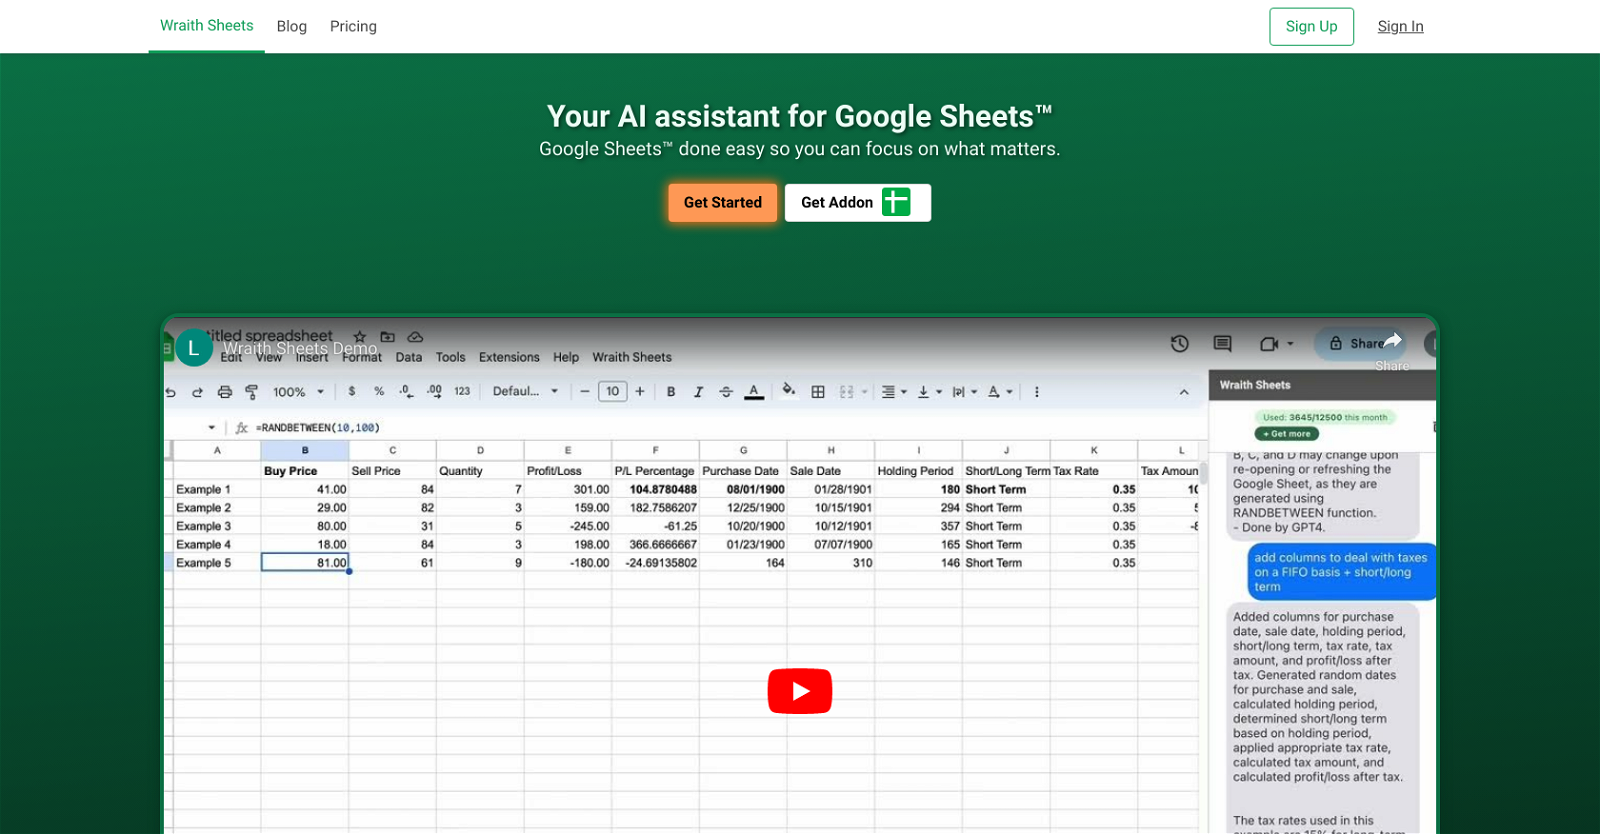 Wraith Sheets Blog Pricing Sign Up Sign In
Your AI assistant for Google Sheets™
Google Sheets™ done easy so you can focus on what matters.
Get Started Get Addon
titled spreadsheet
L Wraith Sheets Demo
Edit View Insert Format Data Tools Extensions Help Wraith Sheets
Share
Share
100% $ % .0 .00 123 Defaul... − 10 + B I A
fx =RANDBETWEEN(10,100)
A B C D E F G H I J K L
Buy Price Sell Price Quantity Profit/Loss P/L Percentage Purchase Date Sale Date Holding Period Short/Long Term Tax Rate Tax Amoun
Example 1 41.00 84 7 301.00 104.8780488 08/01/1900 01/28/1901 180 Short Term 0.35 10
Example 2 29.00 82 3 159.00 182.7586207 12/25/1900 10/15/1901 294 Short Term 0.35
Example 3 80.00 31 5 -245.00 -61.25 10/20/1900 10/12/1901 357 Short Term 0.35
Example 4 18.00 84 3 198.00 366.6666667 01/23/1900 07/07/1900 165 Short Term 0.35
Example 5 81.00 61 9 -180.00 -24.69135802 164 310 146 Short Term 0.35
Wraith Sheets
Used: 3645/12500 this month
+ Get more
B, C, and D may change upon
re-opening or refreshing the
Google Sheet, as they are
generated using
RANDBETWEEN function.
- Done by GPT4.
add columns to deal with taxes
on a FIFO basis + short/long
term
Added columns for purchase
date, sale date, holding period,
short/long term, tax rate, tax
amount, and profit/loss after
tax. Generated random dates
for purchase and sale,
calculated holding period,
determined short/long term
based on holding period,
applied appropriate tax rate,
calculated tax amount, and
calculated profit/loss after tax.
The tax rates used in this